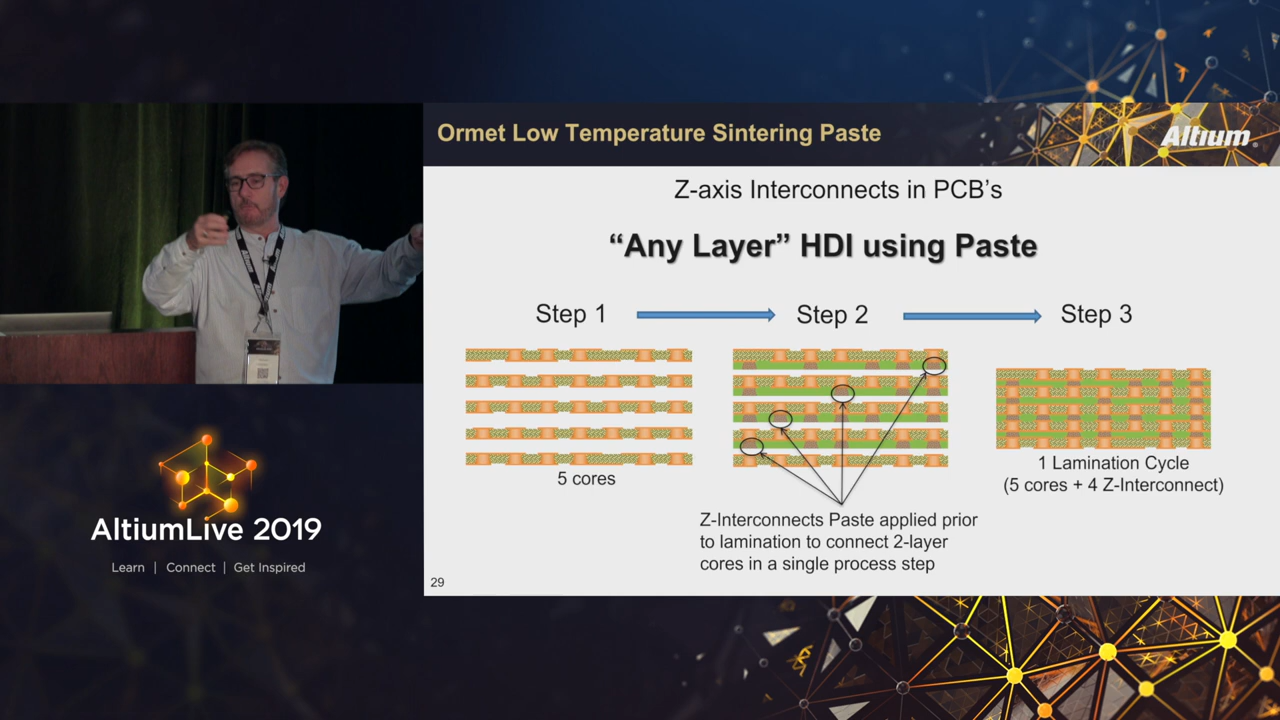 Ormet Low Temperature Sintering Paste
Altium
Z-axis Interconnects in PCB's
“Any Layer” HDI using Paste
Step 1
Step 2
Step 3
5 cores
1 Lamination Cycle
(5 cores + 4 Z-Interconnect)
Z-Interconnects Paste applied prior
to lamination to connect 2-layer
cores in a single process step
29
AltiumLive 2019
Learn | Connect | Get Inspired